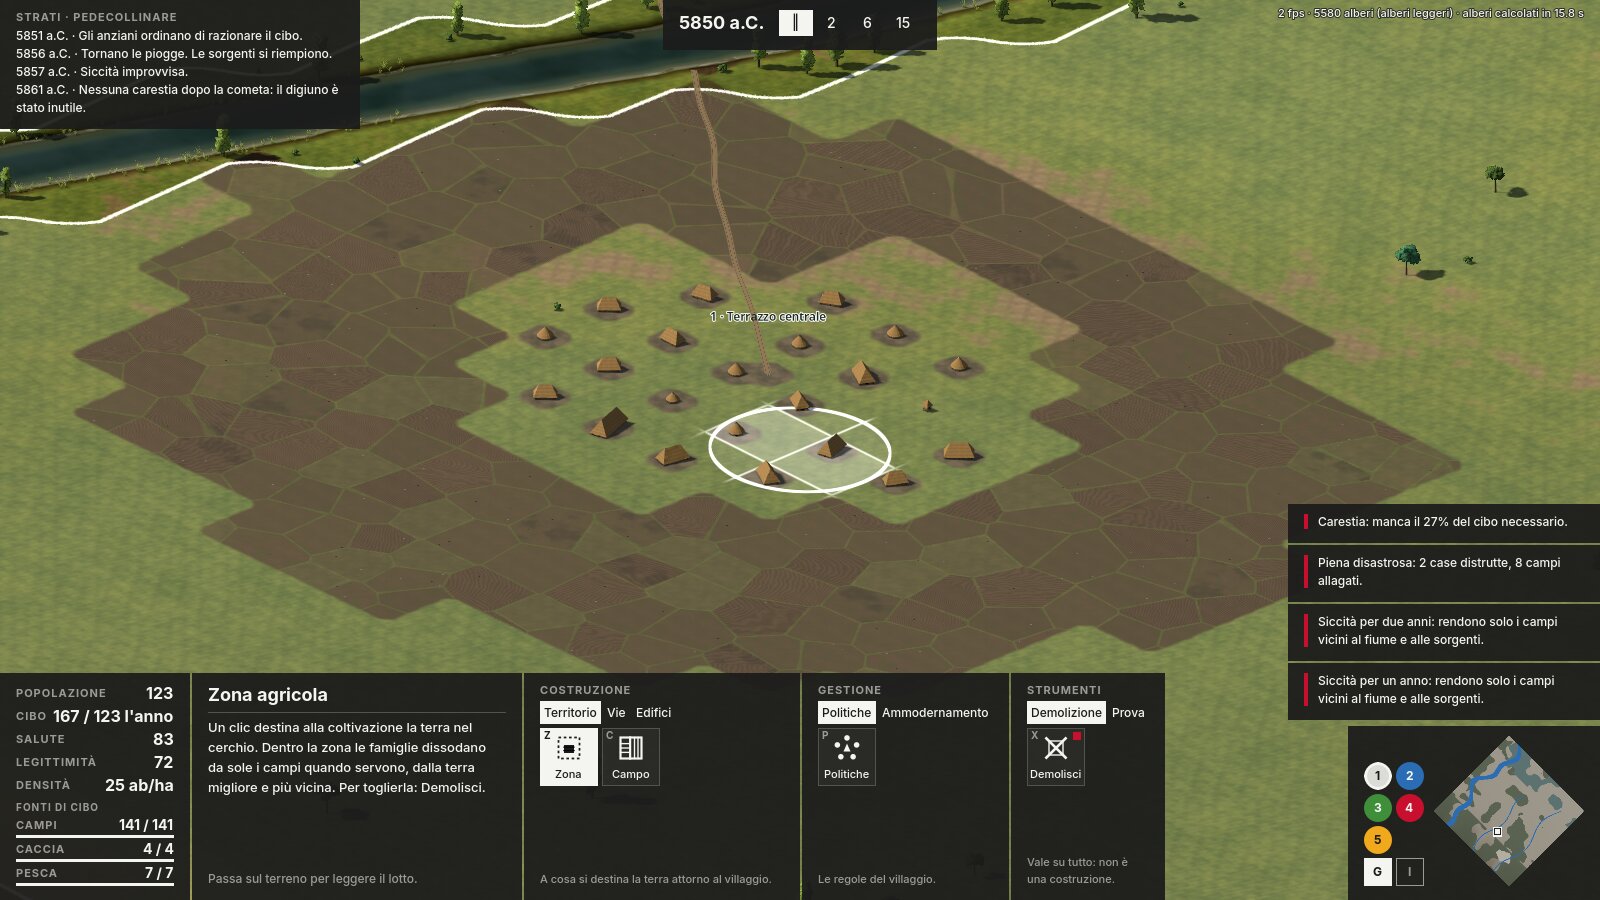 STRATI · PEDECOLLINARE
5851 a.C. · Gli anziani ordinano di razionare il cibo.
5856 a.C. · Tornano le piogge. Le sorgenti si riempiono.
5857 a.C. · Siccità improvvisa.
5861 a.C. · Nessuna carestia dopo la cometa: il digiuno è
stato inutile.
5850 a.C. 2 6 15
2 fps · 5580 alberi (alberi leggeri) · alberi calcolati in 15.8 s
1 · Terrazzo centrale
Carestia: manca il 27% del cibo necessario.
Piena disastrosa: 2 case distrutte, 8 campi
allagati.
Siccità per due anni: rendono solo i campi
vicini al fiume e alle sorgenti.
Siccità per un anno: rendono solo i campi
vicini al fiume e alle sorgenti.
POPOLAZIONE 123
CIBO 167 / 123 l'anno
SALUTE 83
LEGITTIMITÀ 72
DENSITÀ 25 ab/ha
FONTI DI CIBO
CAMPI 141 / 141
CACCIA 4 / 4
PESCA 7 / 7
Zona agricola
Un clic destina alla coltivazione la terra nel
cerchio. Dentro la zona le famiglie dissodano
da sole i campi quando servono, dalla terra
migliore e più vicina. Per toglierla: Demolisci.
Passa sul terreno per leggere il lotto.
COSTRUZIONE
Territorio Vie Edifici
Z C
Zona Campo
A cosa si destina la terra attorno al villaggio.
GESTIONE
Politiche Ammodernamento
P
Politiche
Le regole del villaggio.
STRUMENTI
Demolizione Prova
X
Demolisci
Vale su tutto: non è
una costruzione.
1 2
3 4
5
G I